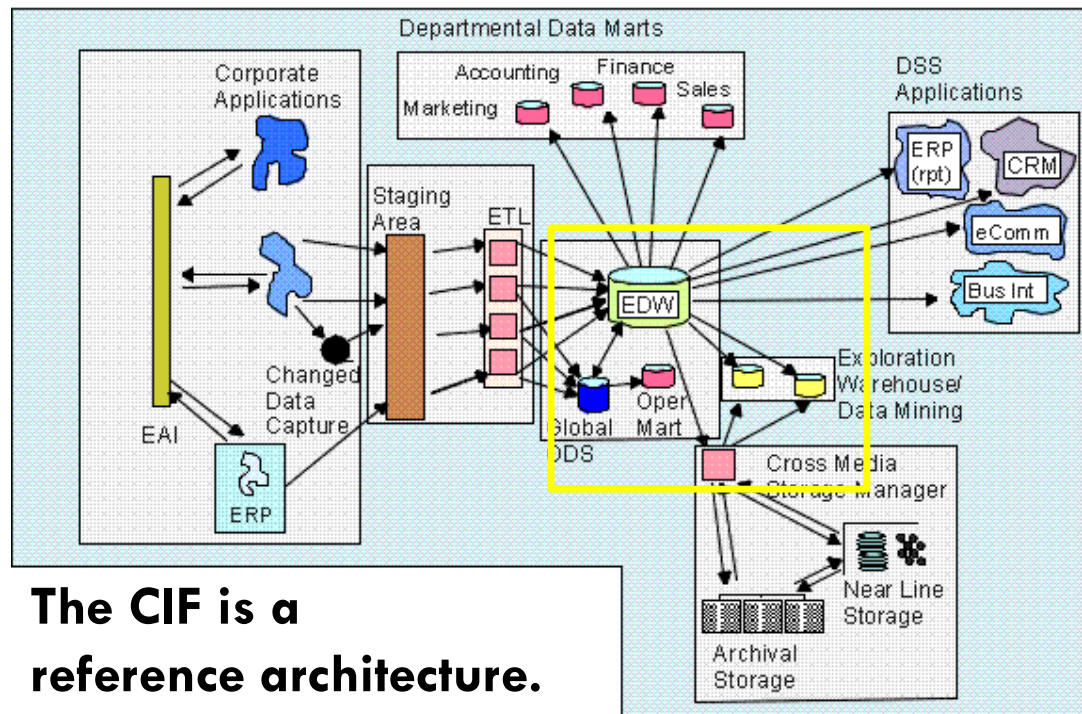 Departmental Data Marts
Accounting
Finance
Marketing
Sales
Corporate
Applications
DSS
Applications
ERP
(rpt)
CRM
eComm
Bus Int
Staging
Area
ETL
EDW
Changed
Data
Capture
EAI
ERP
Global
ODS
Oper
Mart
Exploration
Warehouse/
Data Mining
Cross Media
Storage Manager
Near Line
Storage
Archival
Storage
The CIF is a
reference architecture.